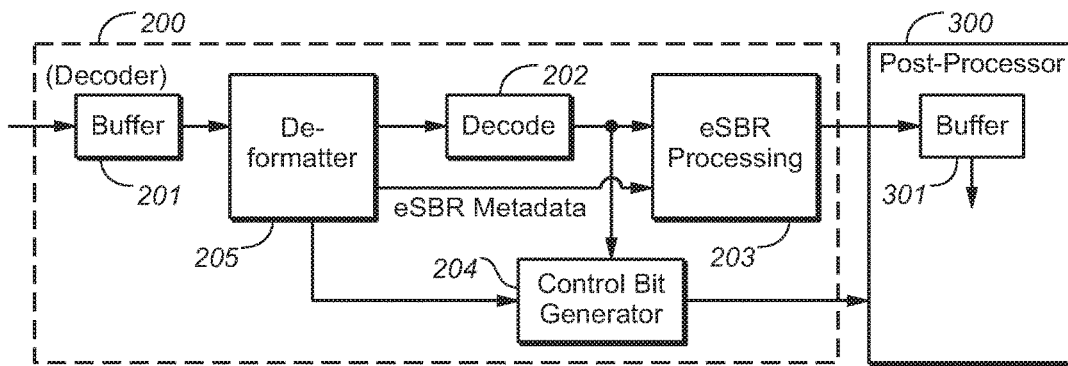 200
300
(Decoder)
Post-Processor
Buffer
201
De-
formatter
205
202
Decode
eSBR Metadata
eSBR
Processing
203
204
Control Bit
Generator
Buffer
301